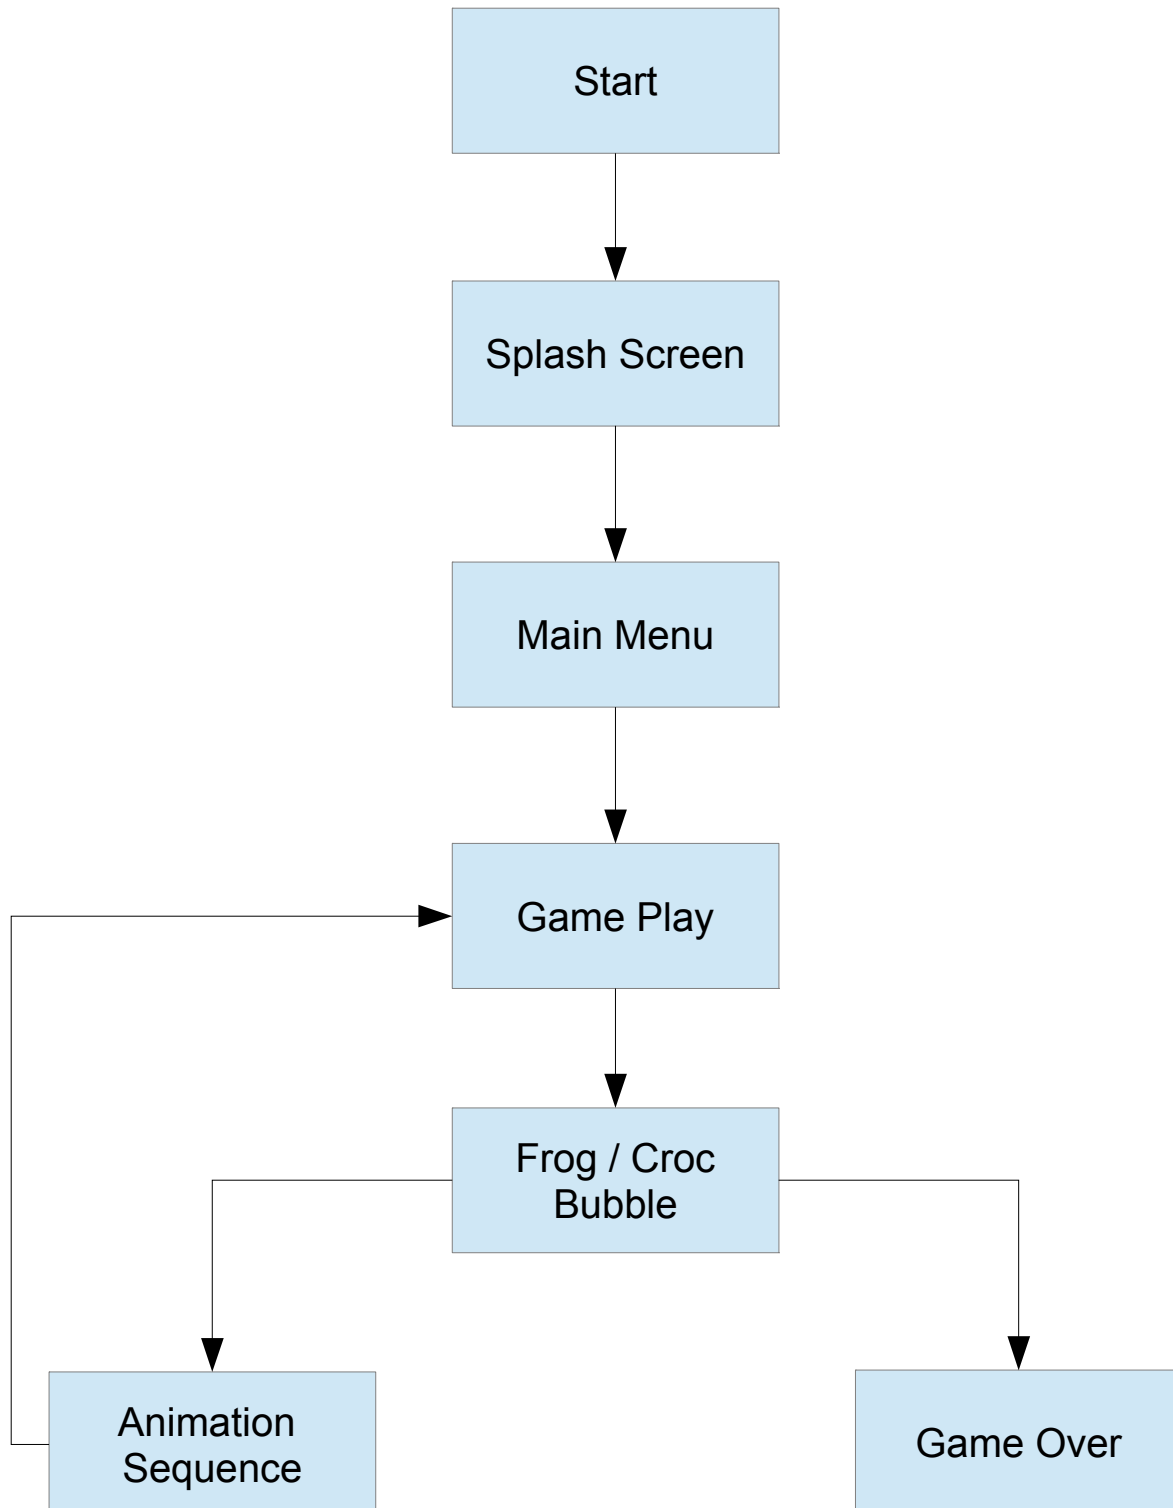 Start
Splash Screen
Main Menu
Game Play
Frog / Croc
Bubble
Animation
Sequence
Game Over